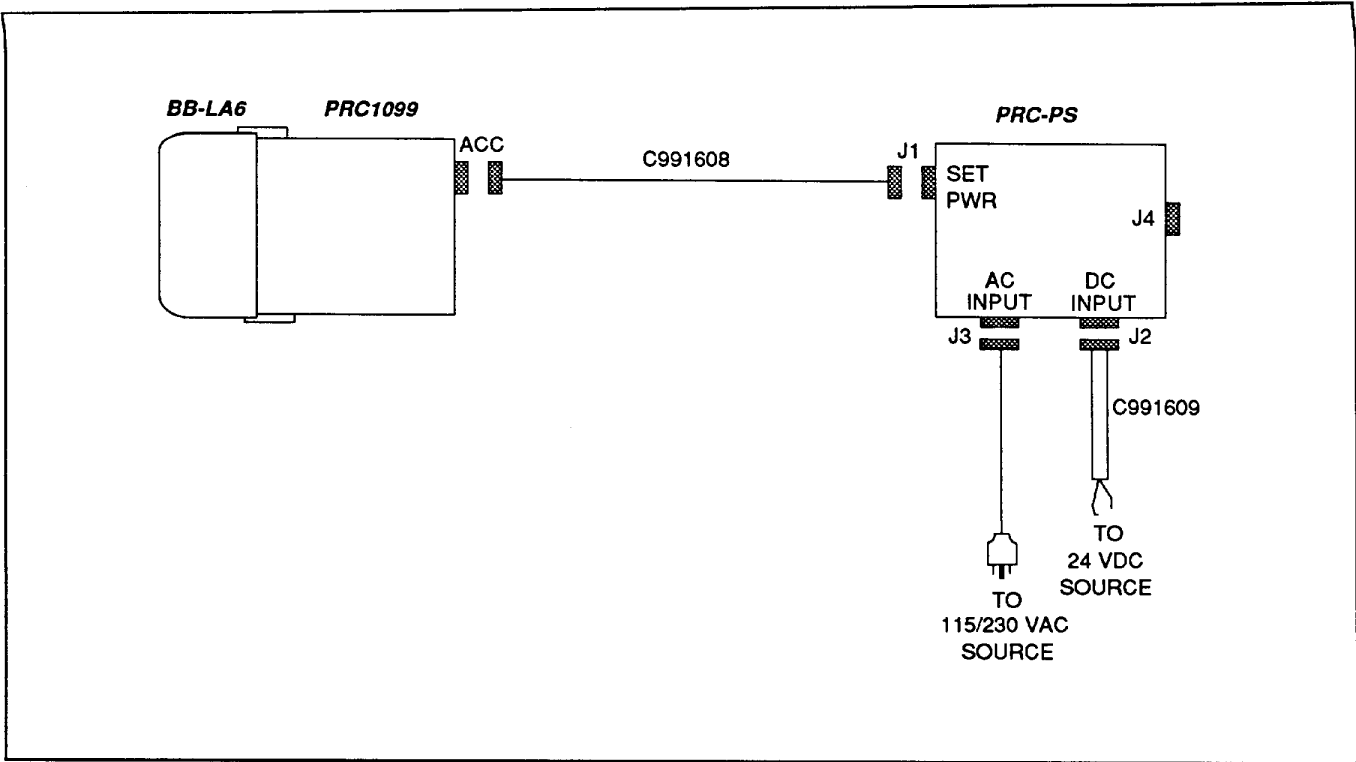 BB-LA6
PRC1099
PRC-PS
ACC
C991608
J1
SET
PWR
J4
AC
INPUT
DC
INPUT
J3
J2
C991609
TO
24 VDC
SOURCE
TO
115/230 VAC
SOURCE